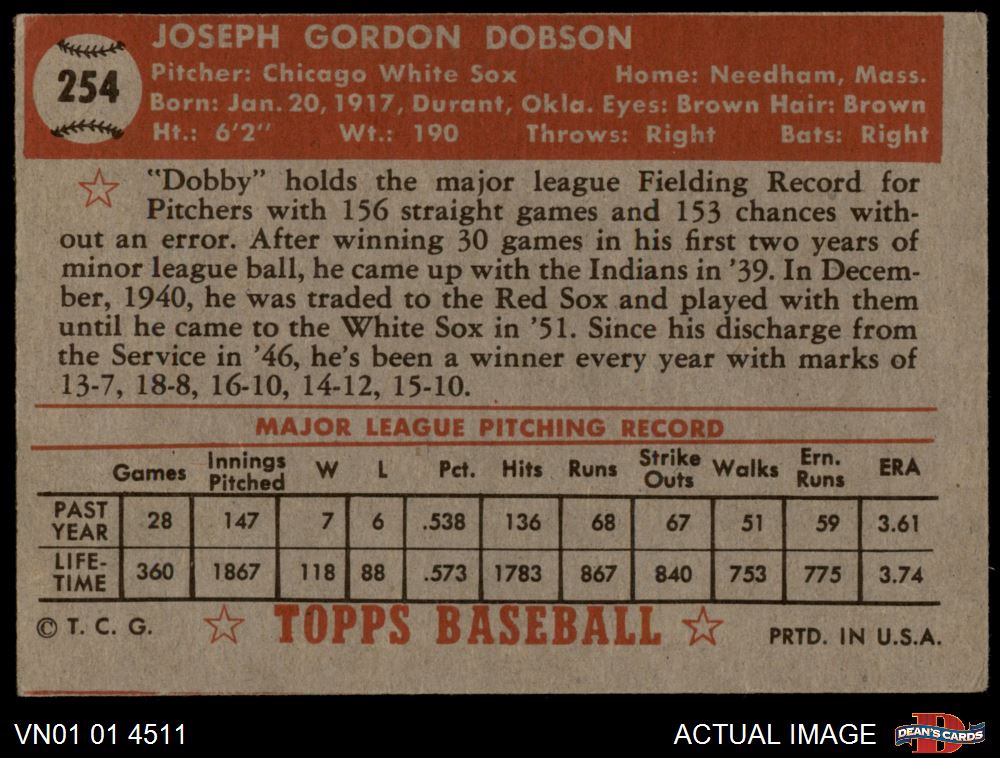 254
JOSEPH GORDON DOBSON
Pitcher: Chicago White Sox Home: Needham, Mass.
Born: Jan. 20, 1917, Durant, Okla. Eyes: Brown Hair: Brown
Ht.: 6'2" Wt.: 190 Throws: Right Bats: Right
"Dobby" holds the major league Fielding Record for
Pitchers with 156 straight games and 153 chances with-
out an error. After winning 30 games in his first two years of
minor league ball, he came up with the Indians in '39. In Decem-
ber, 1940, he was traded to the Red Sox and played with them
until he came to the White Sox in '51. Since his discharge from
the Service in '46, he's been a winner every year with marks of
13-7, 18-8, 16-10, 14-12, 15-10.
MAJOR LEAGUE PITCHING RECORD
Games Innings Pitched W L Pct. Hits Runs Strike Outs Walks Ern. Runs ERA
PAST YEAR 28 147 7 6 .538 136 68 67 51 59 3.61
LIFE-TIME 360 1867 118 88 .573 1783 867 840 753 775 3.74
© T. C. G. TOPPS BASEBALL PRTD. IN U.S.A.
VN01 01 4511 ACTUAL IMAGE D DEAN'S CARDS